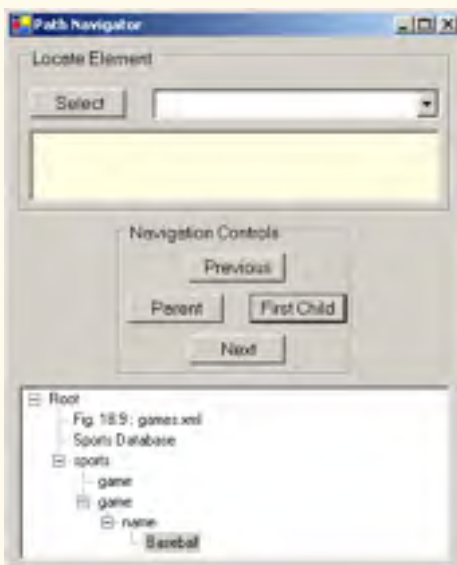 Path Navigator
Locate Element
Select
Navigation Controls
Previous
Parent First Child
Next
Root
Fig. 18.9 : games.xml
Sports Database
sports
game
game
name
Baseball